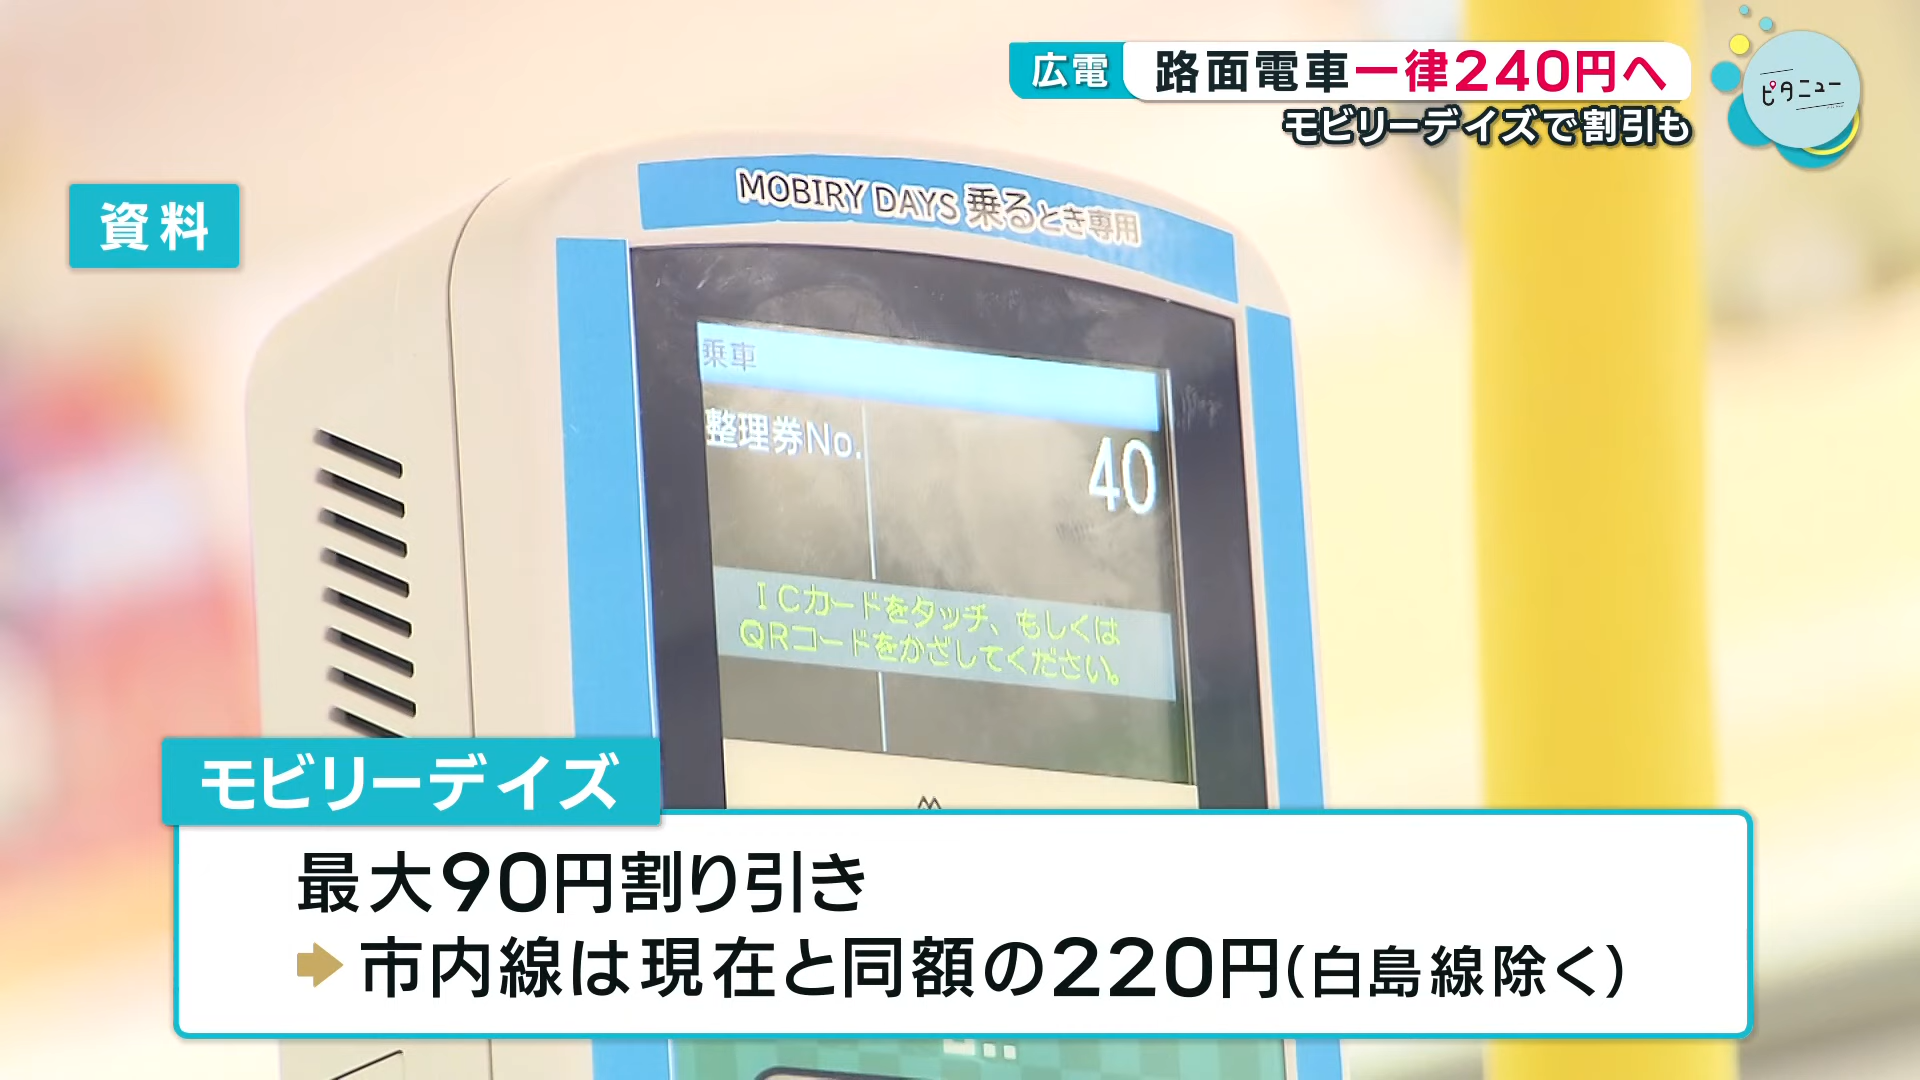 広電
路面電車一律240円へ
モビリーデイズで割引も
ピタニュー
資料
MOBIRY DAYS 乗るとき専用
乗車
整理券No.
40
ICカードをタッチ、もしくは
QRコードをかざしてください。
モビリーデイズ
最大90円割り引き
市内線は現在と同額の220円(白島線除く)